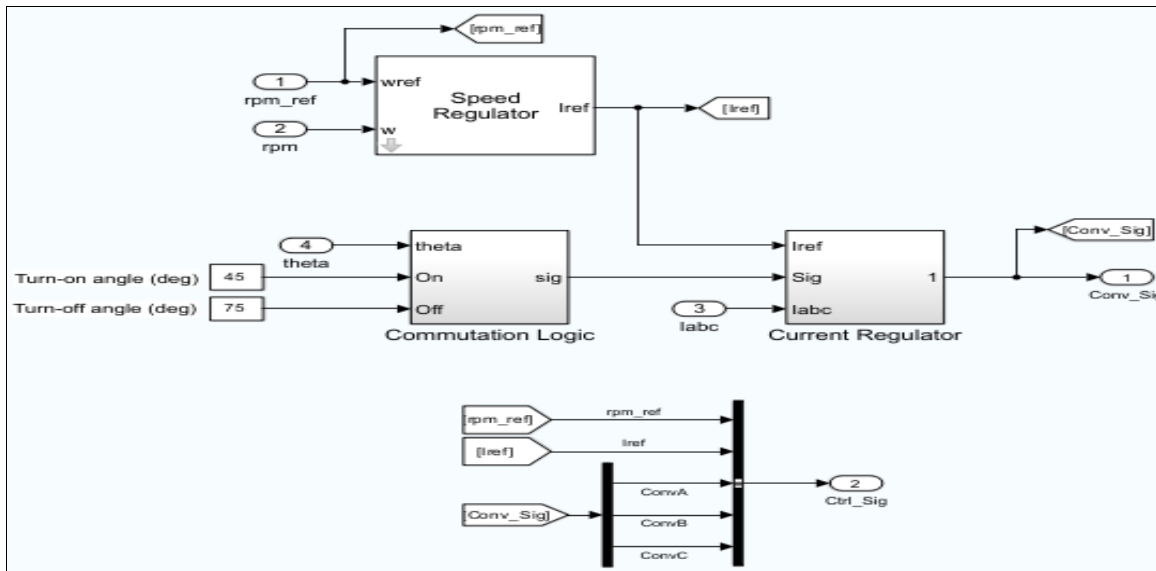 [rpm_ref]
1
rpm_ref
wref
Speed
Regulator
Iref
[Iref]
2
rpm
w
4
theta
theta
Turn-on angle (deg)
45
On
sig
Turn-off angle (deg)
75
Off
Commutation Logic
Iref
Sig
1
3
Iabc
Iabc
Current Regulator
[Conv_Sig]
1
Conv_Sig
[rpm_ref]
rpm_ref
[Iref]
Iref
[Conv_Sig]
ConvA
ConvB
ConvC
2
Ctrl_Sig